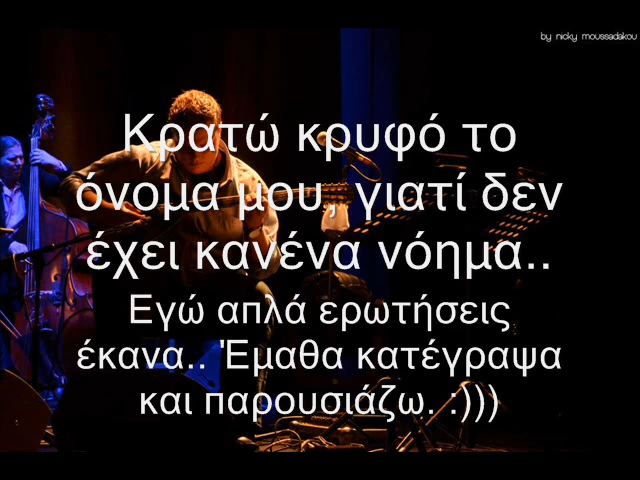 by nicky moussadakou
Κρατώ κρυφό το
όνομα μου, γιατί δεν
έχει κανένα νόημα..
Εγώ απλά ερωτήσεις
έκανα.. Έμαθα κατέγραψα
και παρουσιάζω. :)))